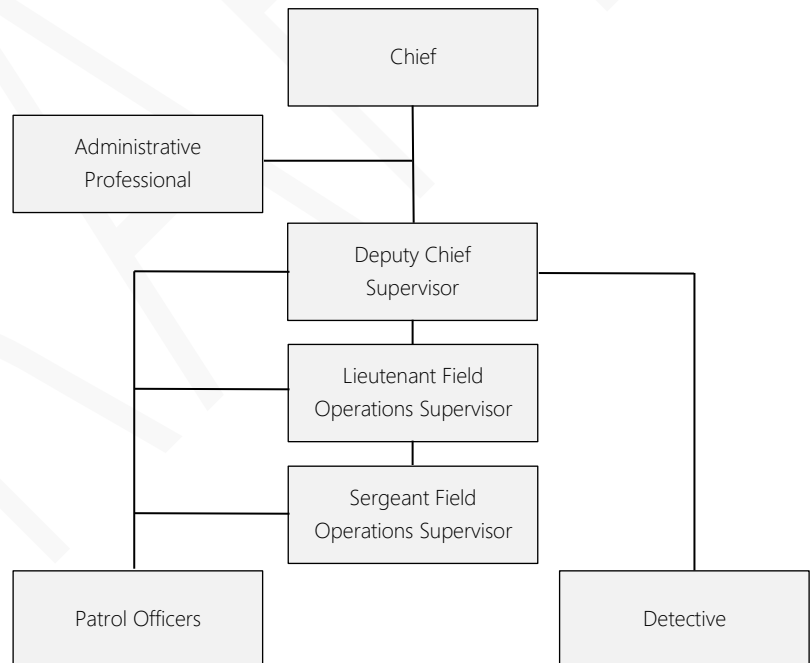 Chief
Administrative
Professional
Deputy Chief
Supervisor
Lieutenant Field
Operations Supervisor
Sergeant Field
Operations Supervisor
Patrol Officers
Detective